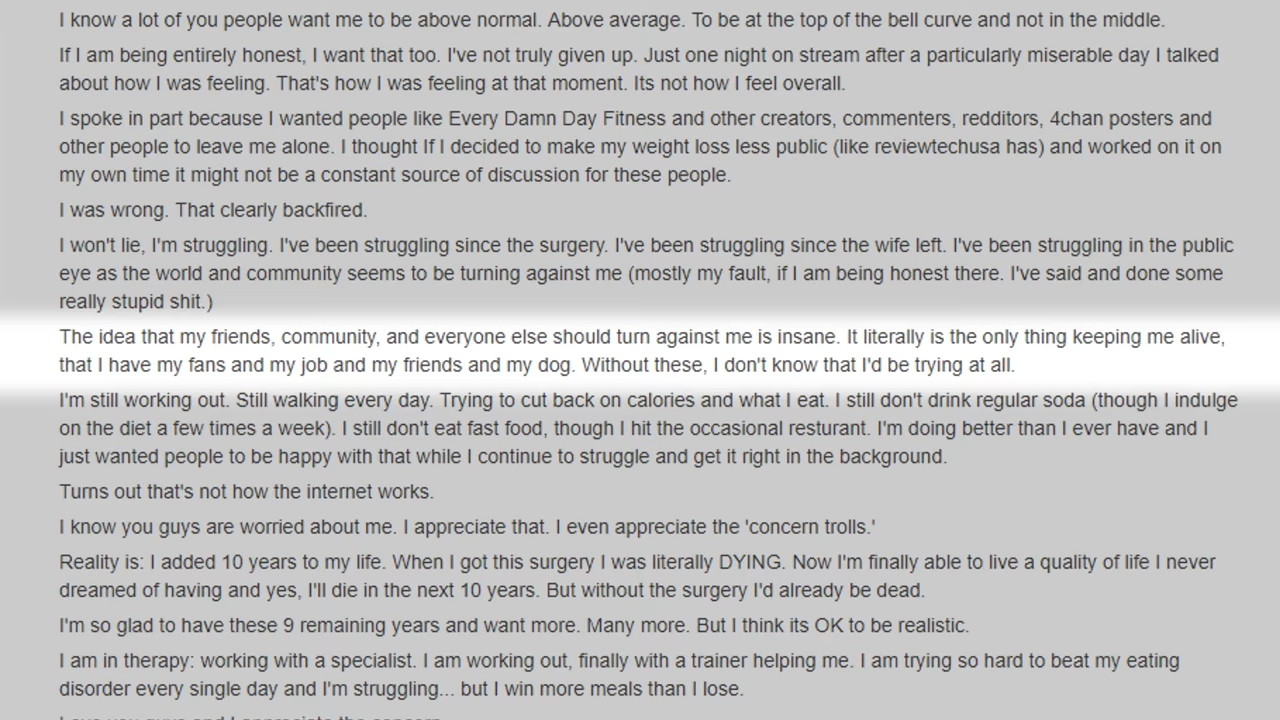 I know a lot of you people want me to be above normal. Above average. To be at the top of the bell curve and not in the middle.
If I am being entirely honest, I want that too. I've not truly given up. Just one night on stream after a particularly miserable day I talked
about how I was feeling. That's how I was feeling at that moment. Its not how I feel overall.
I spoke in part because I wanted people like Every Damn Day Fitness and other creators, commenters, redditors, 4chan posters and
other people to leave me alone. I thought If I decided to make my weight loss less public (like reviewtechusa has) and worked on it on
my own time it might not be a constant source of discussion for these people.
I was wrong. That clearly backfired.
I won't lie, I'm struggling. I've been struggling since the surgery. I've been struggling since the wife left. I've been struggling in the public
eye as the world and community seems to be turning against me (mostly my fault, if I am being honest there. I've said and done some
really stupid shit.)
The idea that my friends, community, and everyone else should turn against me is insane. It literally is the only thing keeping me alive,
that I have my fans and my job and my friends and my dog. Without these, I don't know that I'd be trying at all.
I'm still working out. Still walking every day. Trying to cut back on calories and what I eat. I still don't drink regular soda (though I indulge
on the diet a few times a week). I still don't eat fast food, though I hit the occasional resturant. I'm doing better than I ever have and I
just wanted people to be happy with that while I continue to struggle and get it right in the background.
Turns out that's not how the internet works.
I know you guys are worried about me. I appreciate that. I even appreciate the 'concern trolls.'
Reality is: I added 10 years to my life. When I got this surgery I was literally DYING. Now I'm finally able to live a quality of life I never
dreamed of having and yes, I'll die in the next 10 years. But without the surgery I'd already be dead.
I'm so glad to have these 9 remaining years and want more. Many more. But I think its OK to be realistic.
I am in therapy: working with a specialist. I am working out, finally with a trainer helping me. I am trying so hard to beat my eating
disorder every single day and I'm struggling... but I win more meals than I lose.